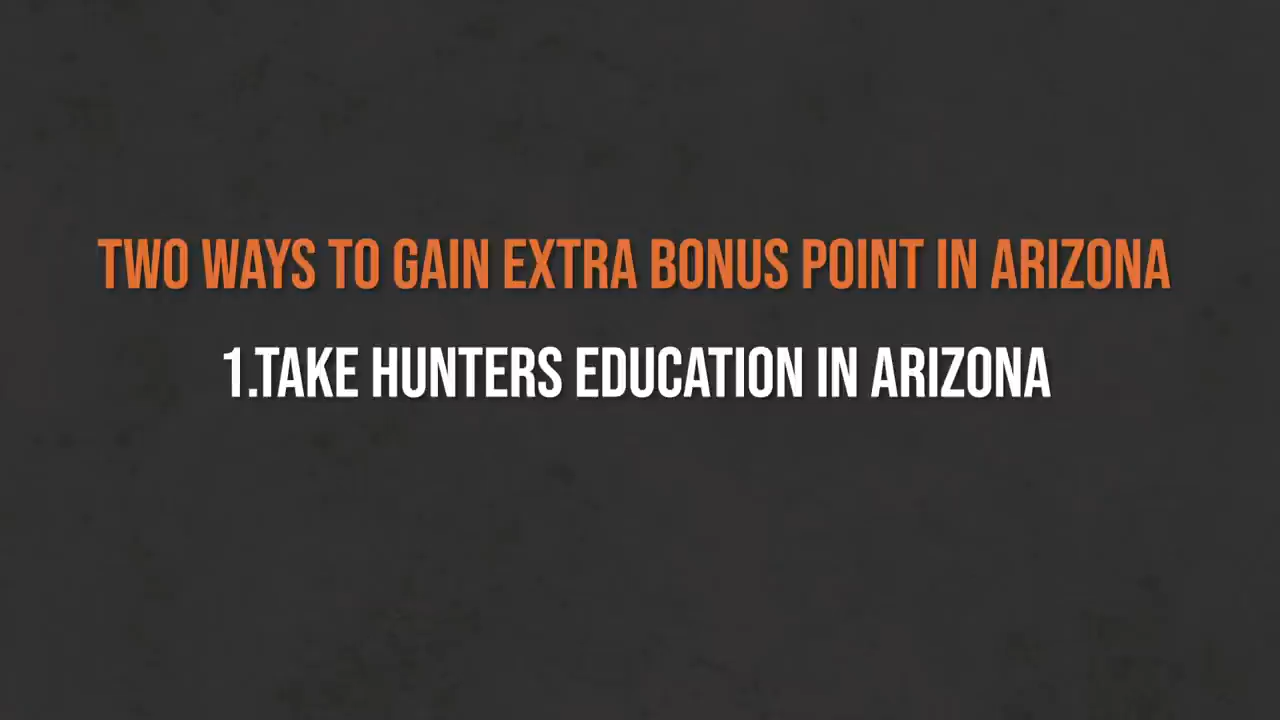 TWO WAYS TO GAIN EXTRA BONUS POINT IN ARIZONA
1.TAKE HUNTERS EDUCATION IN ARIZONA